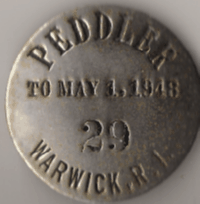 PEDDLER
TO MAY 1, 1948
29
WARWICK, R. I.